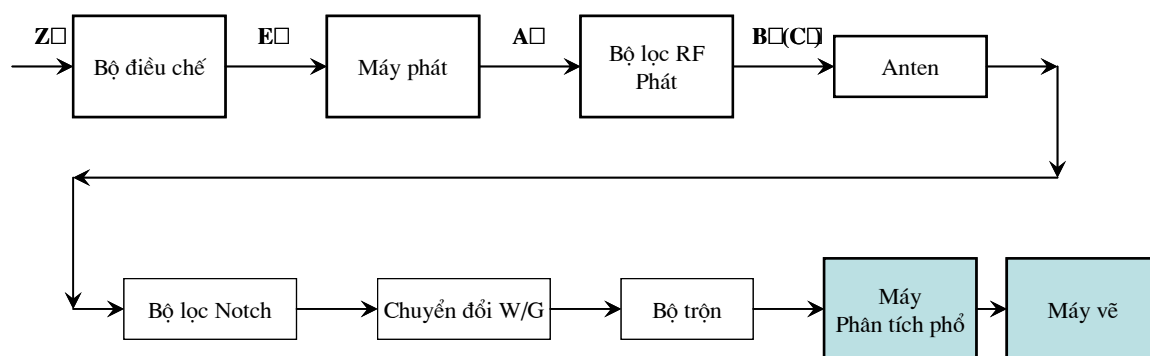 Z□
E□
A□
B□(C□)
Bộ điều chế
Máy phát
Bộ lọc RF
Phát
Anten
Bộ lọc Notch
Chuyển đổi W/G
Bộ trộn
Máy
Phân tích phổ
Máy vẽ